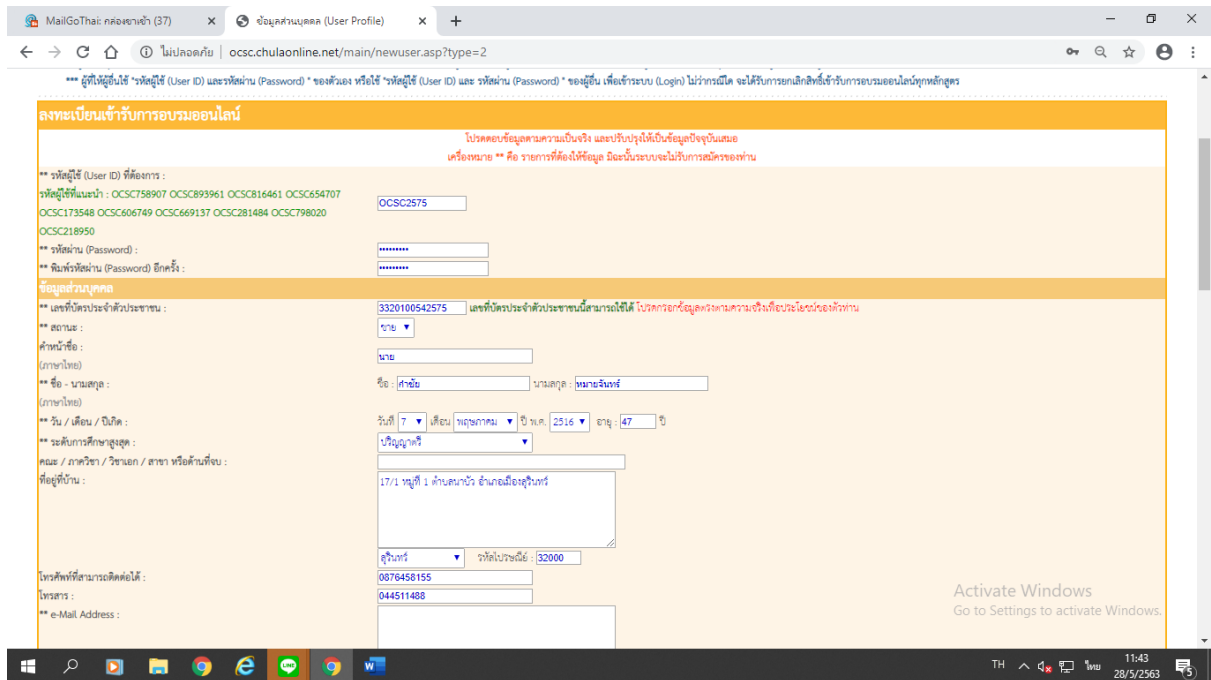 MailGoThai: กล่องขาเข้า (37)
ข้อมูลส่วนบุคคล (User Profile)
ไม่ปลอดภัย | ocsc.chulaonline.net/main/newuser.asp?type=2
*** ผู้ที่ให้ผู้อื่นใช้ "รหัสผู้ใช้ (User ID) และรหัสผ่าน (Password) " ของตัวเอง หรือใช้ "รหัสผู้ใช้ (User ID) และ รหัสผ่าน (Password) " ของผู้อื่น เพื่อเข้าระบบ (Login) ไม่ว่ากรณีใด จะได้รับการยกเลิกสิทธิ์เข้ารับการอบรมออนไลน์ทุกหลักสูตร
ลงทะเบียนเข้ารับการอบรมออนไลน์
โปรดตอบข้อมูลตามความเป็นจริง และปรับปรุงให้เป็นข้อมูลปัจจุบันเสมอ
เครื่องหมาย ** คือ รายการที่ต้องให้ข้อมูล มิฉะนั้นระบบจะไม่รับการสมัครของท่าน
** รหัสผู้ใช้ (User ID) ที่ต้องการ :
รหัสผู้ใช้ที่แนะนำ : OCSC758907 OCSC893961 OCSC816461 OCSC654707
OCSC173548 OCSC606749 OCSC669137 OCSC281484 OCSC798020
OCSC218950
OCSC2575
** รหัสผ่าน (Password) : •••••••••
** พิมพ์รหัสผ่าน (Password) อีกครั้ง : •••••••••
ข้อมูลส่วนบุคคล
** เลขที่บัตรประจำตัวประชาชน : 3320100542575 เลขที่บัตรประจำตัวประชาชนนี้สามารถใช้ได้ โปรดกรอกข้อมูลตรงตามความจริงเพื่อประโยชน์ของตัวท่าน
** สถานะ : ชาย
คำหน้าชื่อ :
(ภาษาไทย)
นาย
** ชื่อ - นามสกุล : ชื่อ : คำชัย นามสกุล : หมายจันทร์
(ภาษาไทย)
** วัน / เดือน / ปีเกิด : วันที่ 7 เดือน พฤษภาคม ปี พ.ศ. 2516 อายุ : 47 ปี
** ระดับการศึกษาสูงสุด : ปริญญาตรี
คณะ / ภาควิชา / วิชาเอก / สาขา หรือด้านที่จบ :
ที่อยู่ที่บ้าน : 17/1 หมู่ที่ 1 ตำบลนาบัว อำเภอเมืองสุรินทร์
สุรินทร์ รหัสไปรษณีย์ : 32000
โทรศัพท์ที่สามารถติดต่อได้ : 0876458155
โทรสาร : 044511488
** e-Mail Address :
Activate Windows
Go to Settings to activate Windows.
TH ไทย 11:43
28/5/2563